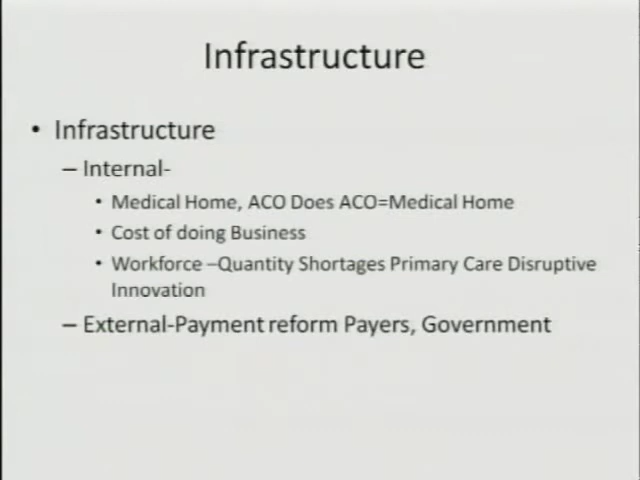 Infrastructure
• Infrastructure
– Internal-
• Medical Home, ACO Does ACO=Medical Home
• Cost of doing Business
• Workforce –Quantity Shortages Primary Care Disruptive
Innovation
– External-Payment reform Payers, Government